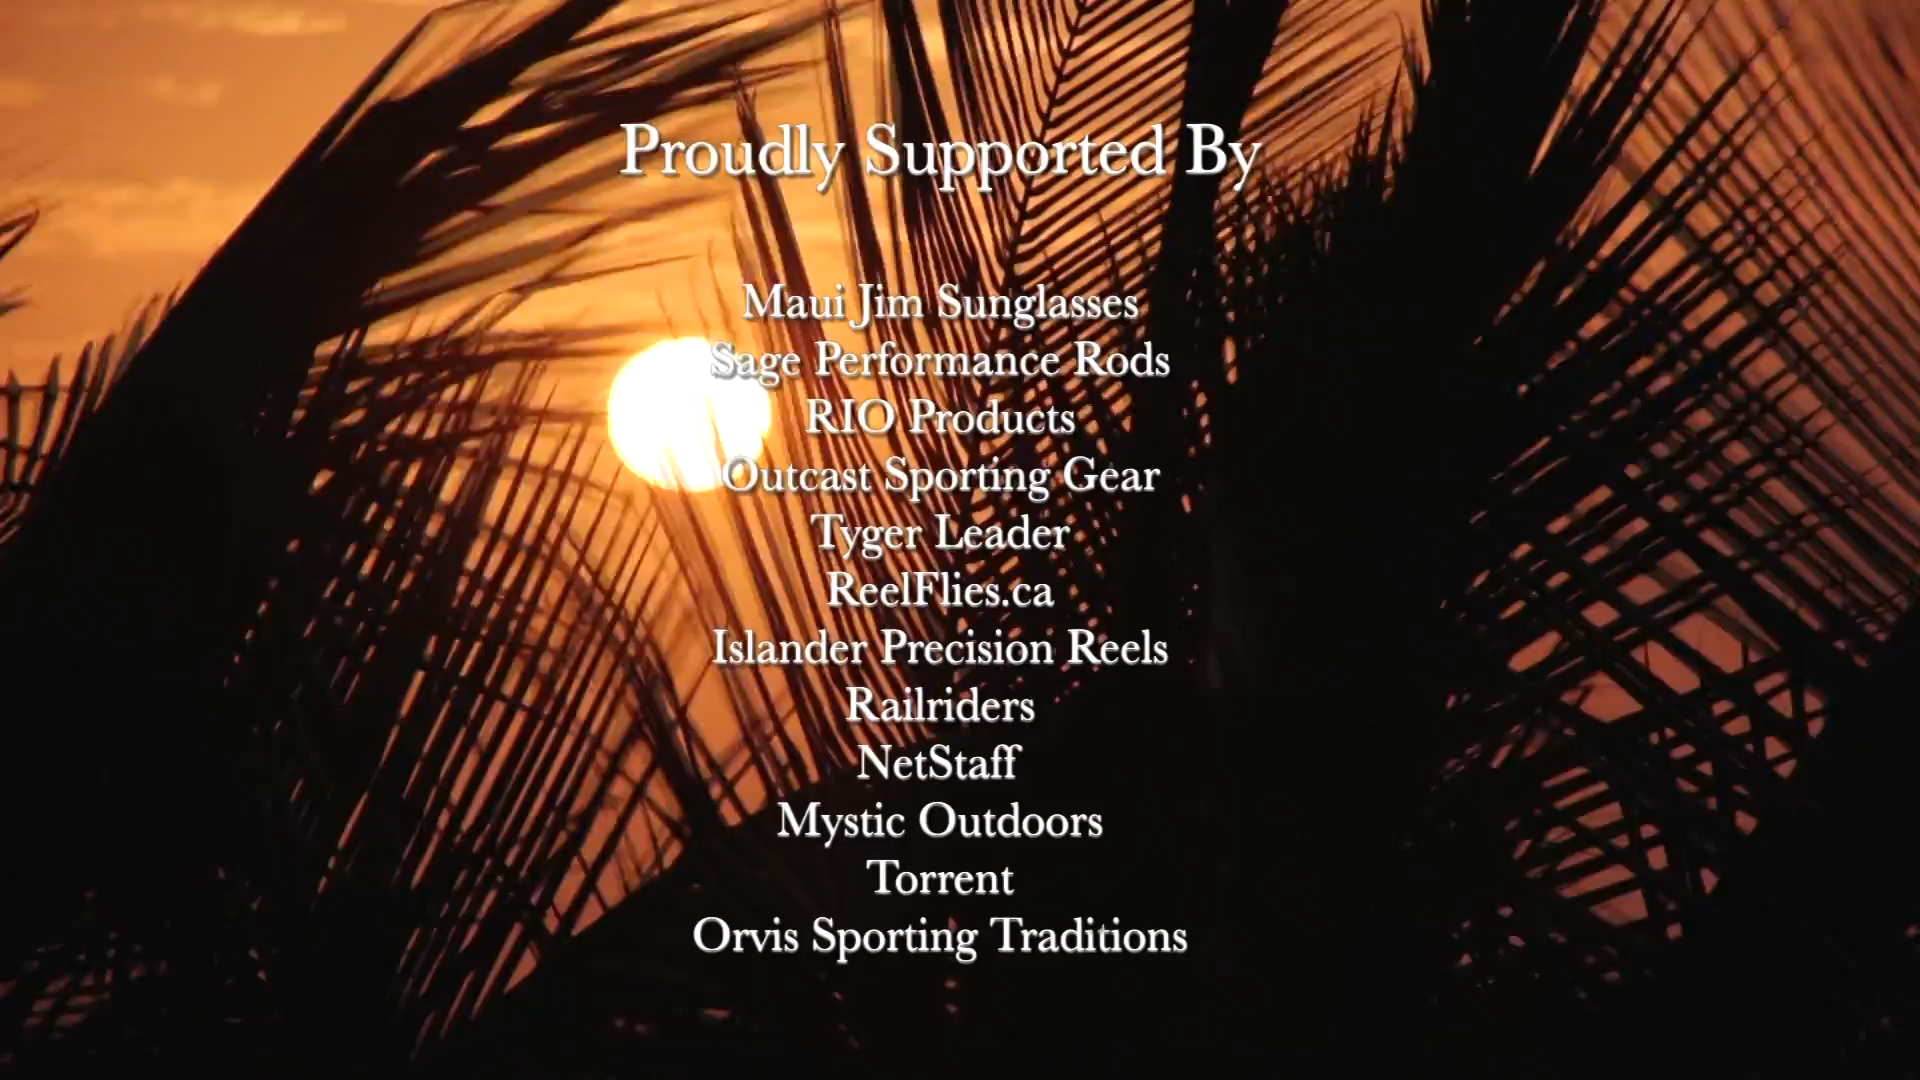 Proudly Supported By
Maui Jim Sunglasses
Sage Performance Rods
RIO Products
Outcast Sporting Gear
Tyger Leader
ReelFlies.ca
Islander Precision Reels
Railriders
NetStaff
Mystic Outdoors
Torrent
Orvis Sporting Traditions